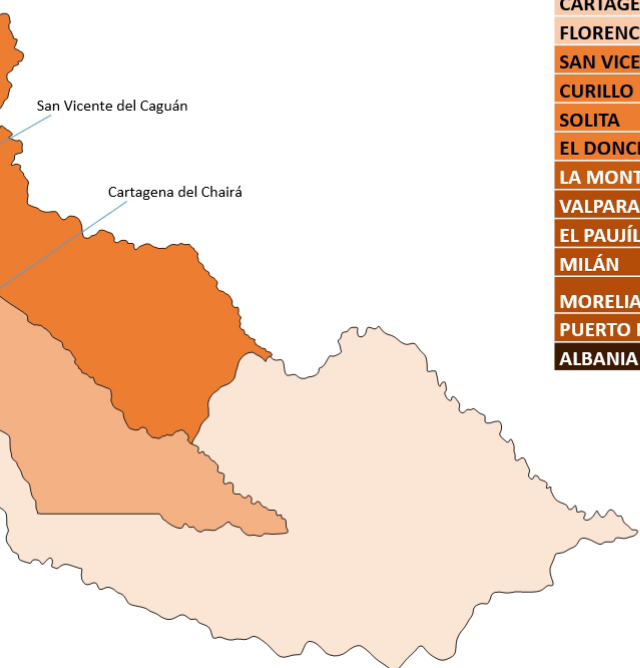 CARTAGE
FLORENC
SAN VICE
CURILLO
SOLITA
EL DONCE
LA MONT
VALPARA
EL PAUJÍL
MILÁN
MORELIA
PUERTO
ALBANIA
San Vicente del Caguán
Cartagena del Chairá